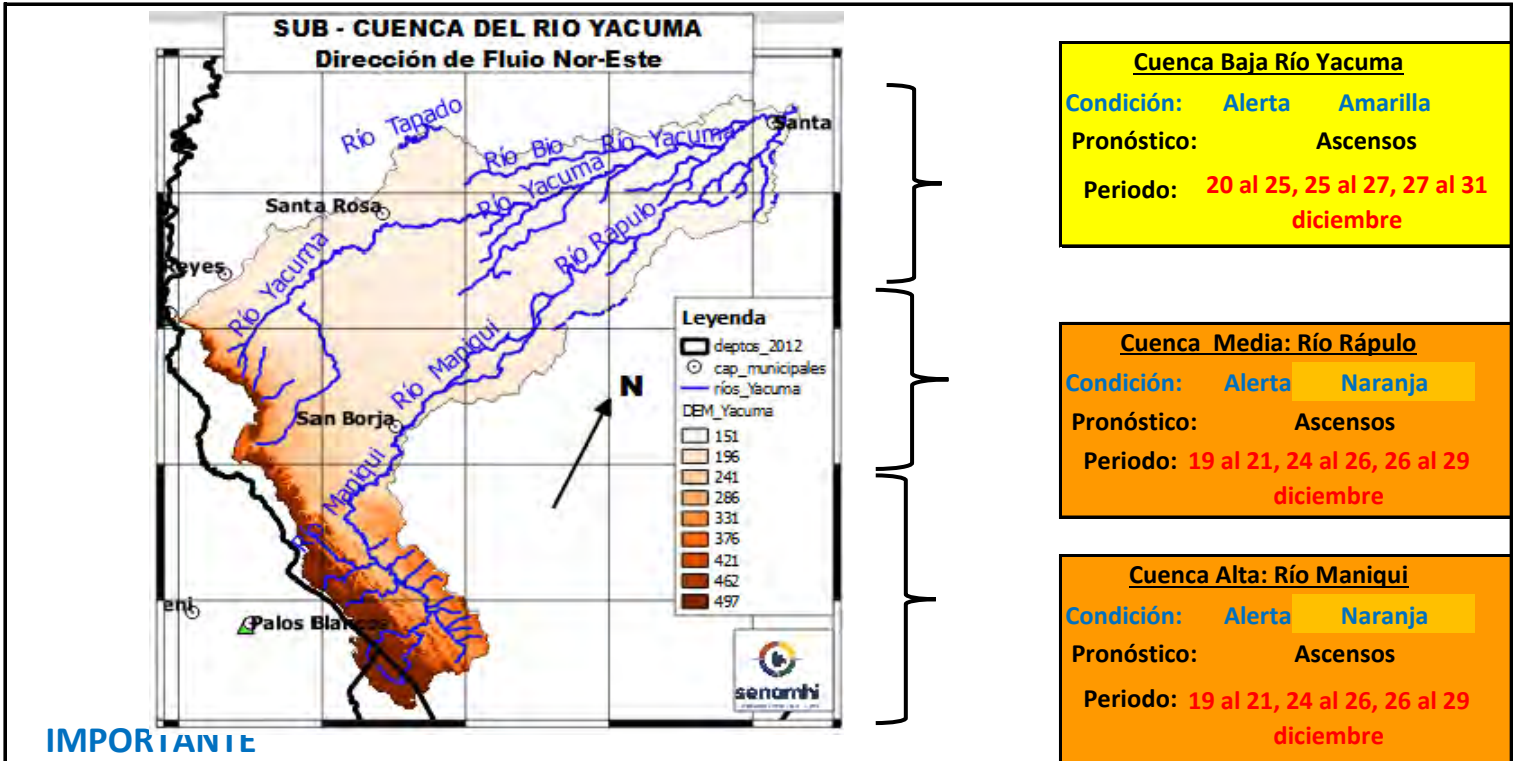 SUB - CUENCA DEL RIO YACUMA
Dirección de Fluio Nor-Este
Río Tapado
Río Bio
Río Yacuma
Santa
Río Yacuma
Santa Rosa
Río Rápulo
Reyes
Río Yacuma
Río Maniqui
San Borja
Río Maniqui
eni
Palos Blancos
N
Leyenda
deptos_2012
cap_municipales
ríos_Yacuma
DEM_Yacuma
151
196
241
286
331
376
421
462
497
senamhi
Cuenca Baja Río Yacuma
Condición: Alerta Amarilla
Pronóstico: Ascensos
Periodo: 20 al 25, 25 al 27, 27 al 31
diciembre
Cuenca Media: Río Rápulo
Condición: Alerta Naranja
Pronóstico: Ascensos
Periodo: 19 al 21, 24 al 26, 26 al 29
diciembre
Cuenca Alta: Río Maniqui
Condición: Alerta Naranja
Pronóstico: Ascensos
Periodo: 19 al 21, 24 al 26, 26 al 29
diciembre
IMPORTANTE